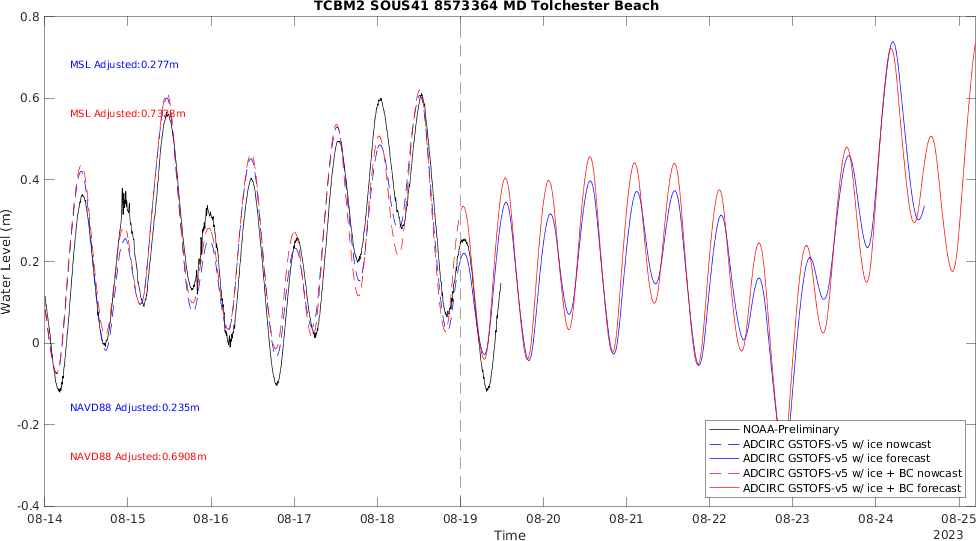 TCBM2 SOUS41 8573364 MD Tolchester Beach
0.8
0.6
0.4
0.2
0
-0.2
-0.4
Water Level (m)
MSL Adjusted:0.277m
MSL Adjusted:0.7328m
NAVD88 Adjusted:0.235m
NAVD88 Adjusted:0.6908m
NOAA-Preliminary
ADCIRC GSTOFS-v5 w/ ice nowcast
ADCIRC GSTOFS-v5 w/ ice forecast
ADCIRC GSTOFS-v5 w/ ice + BC nowcast
ADCIRC GSTOFS-v5 w/ ice + BC forecast
08-14 08-15 08-16 08-17 08-18 08-19 08-20 08-21 08-22 08-23 08-24 08-25
Time
2023